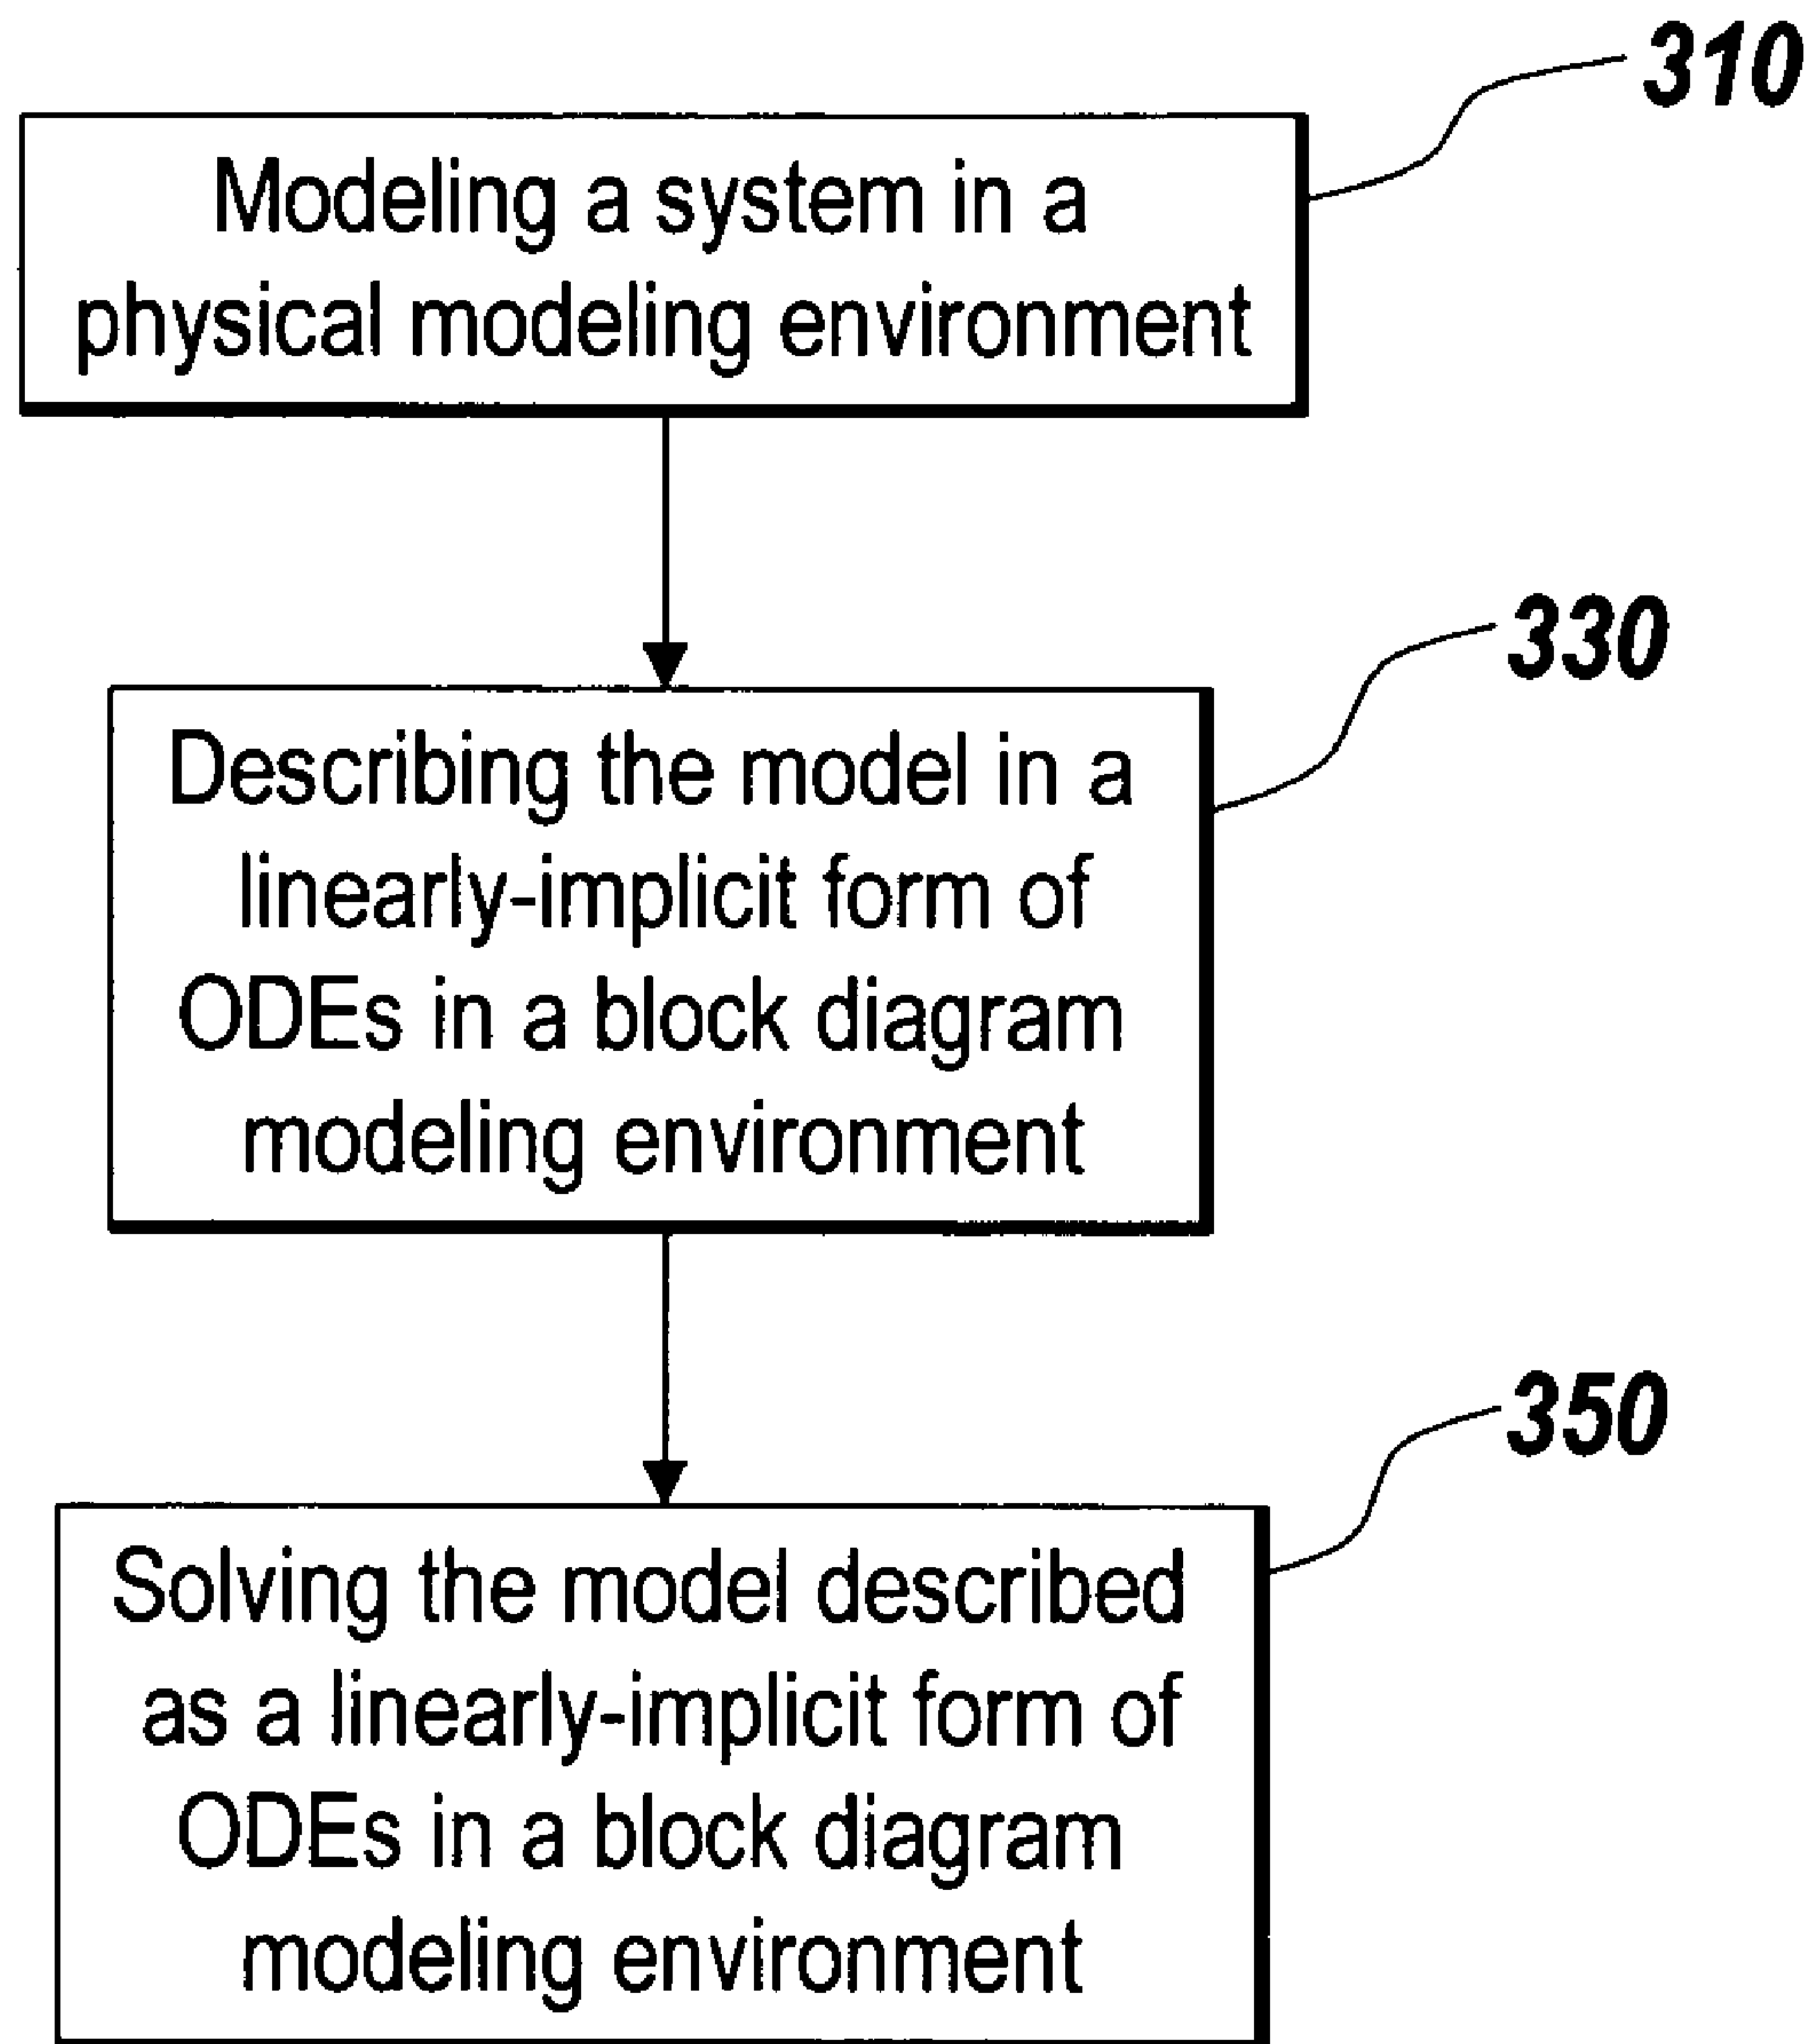 310
Modeling a system in a
physical modeling environment
330
Describing the model in a
linearly-implicit form of
ODEs in a block diagram
modeling environment
350
Solving the model described
as a linearly-implicit form of
ODEs in a block diagram
modeling environment